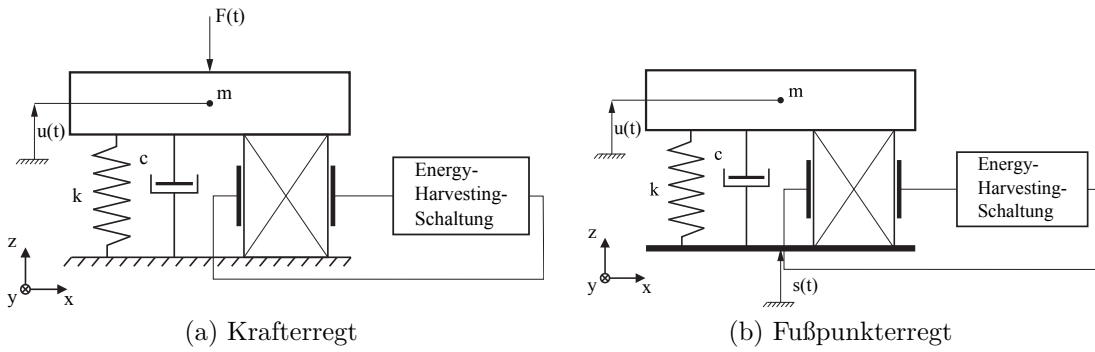 F(t)
m
u(t)
c
k
Energy-
Harvesting-
Schaltung
z
y
x
(a) Krafterregt
m
u(t)
c
k
Energy-
Harvesting-
Schaltung
z
y
x
s(t)
(b) Fußpunkterregt